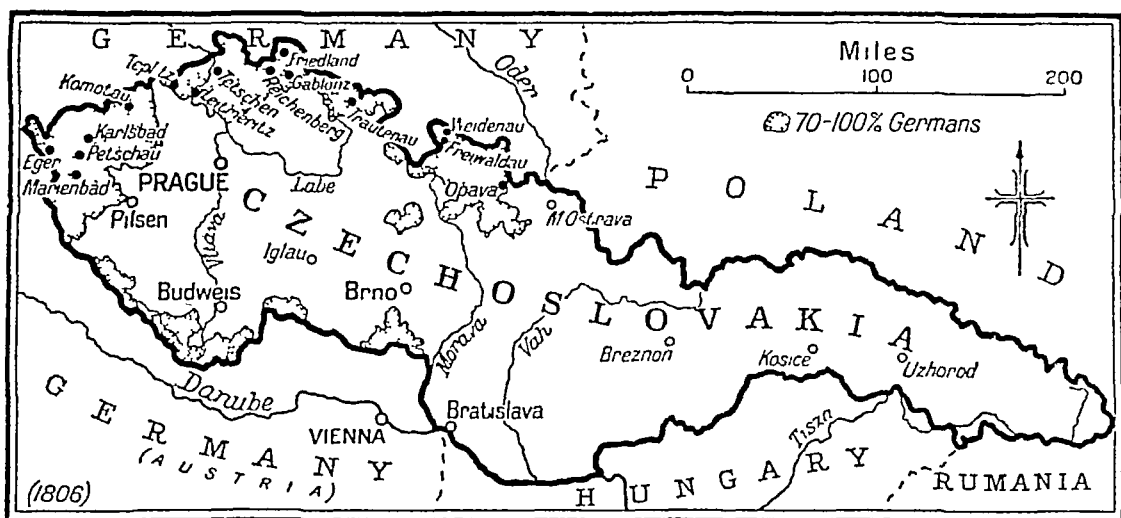 GERMANY
Miles
0 100 200
70-100% Germans
Friedland
Gablonz
Reichenberg
Tetschen
Leitmeritz
Teplitz
Komotau
Trautenau
Oden
Weidenau
Freiwaldau
Karlsbad
Petschau
Eger
Marienbad
PRAGUE
Labe
Opava
M.Ostrava
POLAND
Pilsen
Vltava
Iglau
CZECHOSLOVAKIA
Budweis
Brno
Morava
Vah
Breznon
Kosice
Uzhorod
Danube
VIENNA
Bratislava
Tisza
GERMANY
(AUSTRIA)
HUNGARY
RUMANIA
(1806)